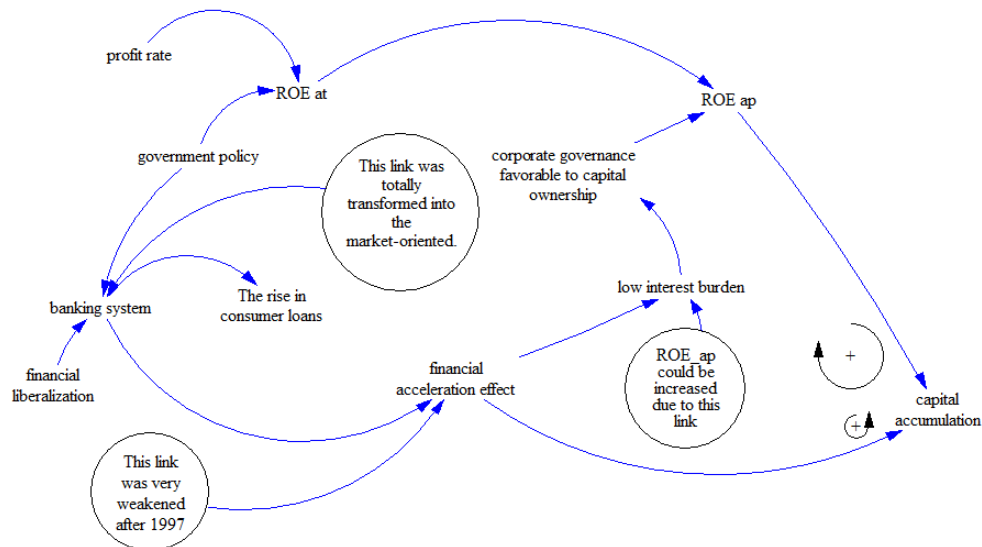 profit rate
ROE at
ROE ap
government policy
This link was
totally
transformed into
the
market-oriented.
corporate governance
favorable to capital
ownership
banking system
The rise in
consumer loans
low interest burden
financial
liberalization
financial
acceleration effect
ROE_ap
could be
increased
due to this
link
+
capital
accumulation
+
This link
was very
weakened
after 1997